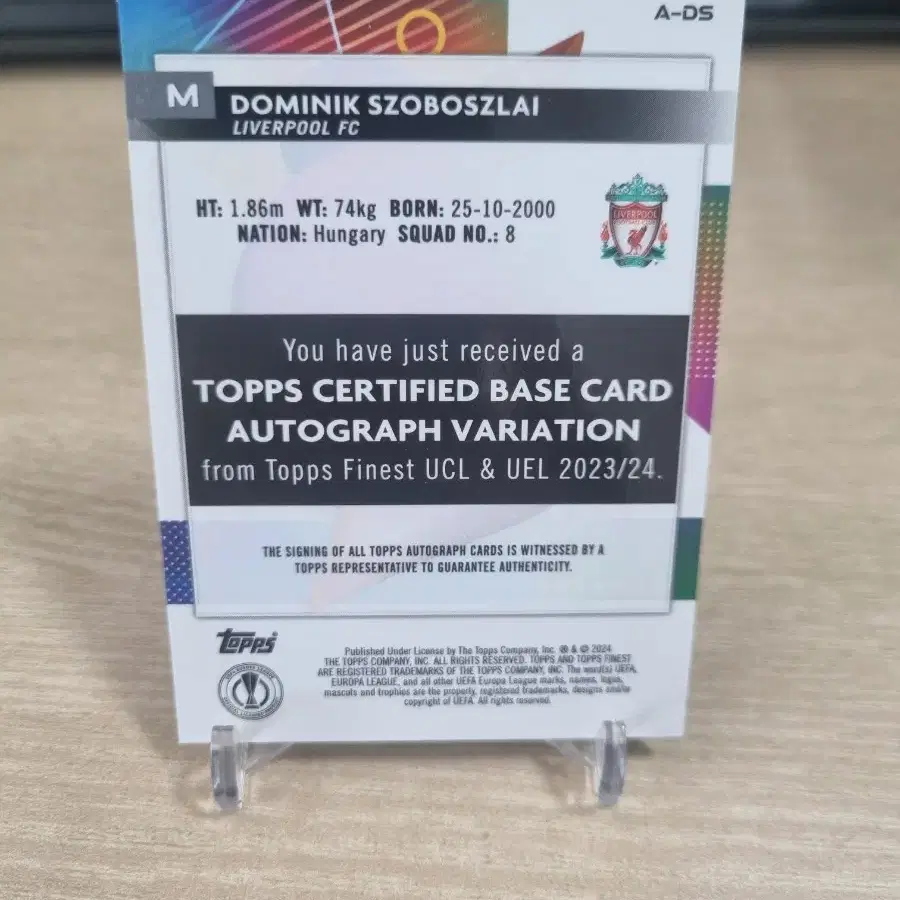 A-DS
M
DOMINIK SZOBOSZLAI
LIVERPOOL FC
HT: 1.86m WT: 74kg BORN: 25-10-2000
NATION: Hungary SQUAD NO.: 8
LIVERPOOL
You have just received a
TOPPS CERTIFIED BASE CARD
AUTOGRAPH VARIATION
from Topps Finest UCL & UEL 2023/24.
THE SIGNING OF ALL TOPPS AUTOGRAPH CARDS IS WITNESSED BY A
TOPPS REPRESENTATIVE TO GUARANTEE AUTHENTICITY.
Topps
Published Under License by The Topps Company, Inc. ® & © 2024
THE TOPPS COMPANY, INC. ALL RIGHTS RESERVED. TOPPS AND TOPPS FINEST
ARE REGISTERED TRADEMARKS OF THE TOPPS COMPANY, INC. The word(s) UEFA,
EUROPA LEAGUE, and all other UEFA Europa League marks, names, logos,
mascots and trophies are the property, registered trademarks, designs and/or
copyright of UEFA. All rights reserved.